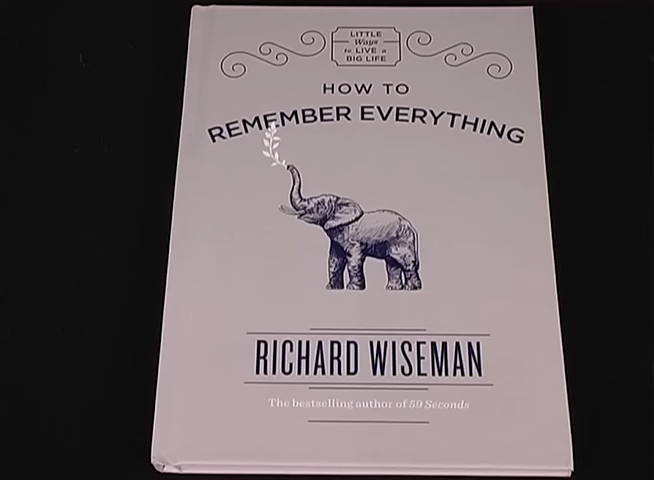 LITTLE
Ways
to LIVE a
BIG LIFE
HOW TO
REMEMBER EVERYTHING
RICHARD WISEMAN
The bestselling author of 59 Seconds